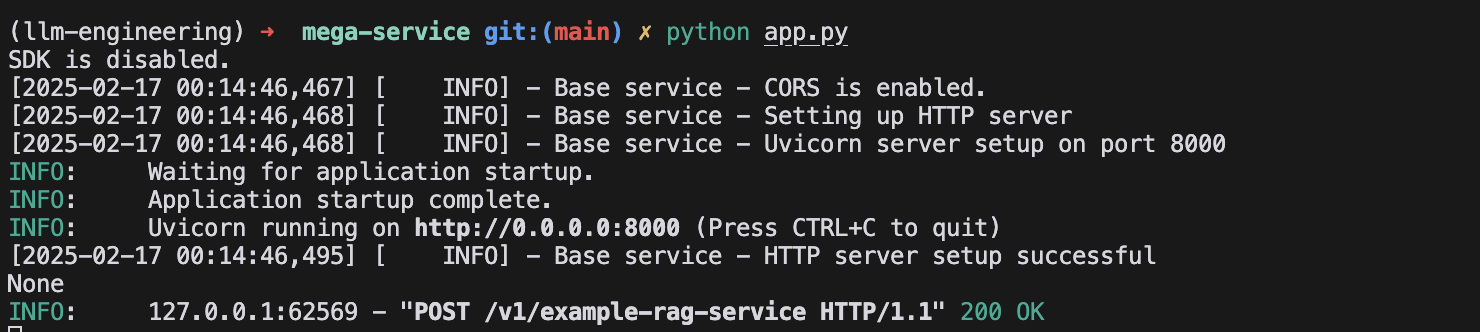 (llm-engineering) ➜ mega-service git:(main) ✗ python app.py
SDK is disabled.
[2025-02-17 00:14:46,467] [    INFO] - Base service - CORS is enabled.
[2025-02-17 00:14:46,468] [    INFO] - Base service - Setting up HTTP server
[2025-02-17 00:14:46,468] [    INFO] - Base service - Uvicorn server setup on port 8000
INFO:     Waiting for application startup.
INFO:     Application startup complete.
INFO:     Uvicorn running on http://0.0.0.0:8000 (Press CTRL+C to quit)
[2025-02-17 00:14:46,495] [    INFO] - Base service - HTTP server setup successful
None
INFO:     127.0.0.1:62569 - "POST /v1/example-rag-service HTTP/1.1" 200 OK